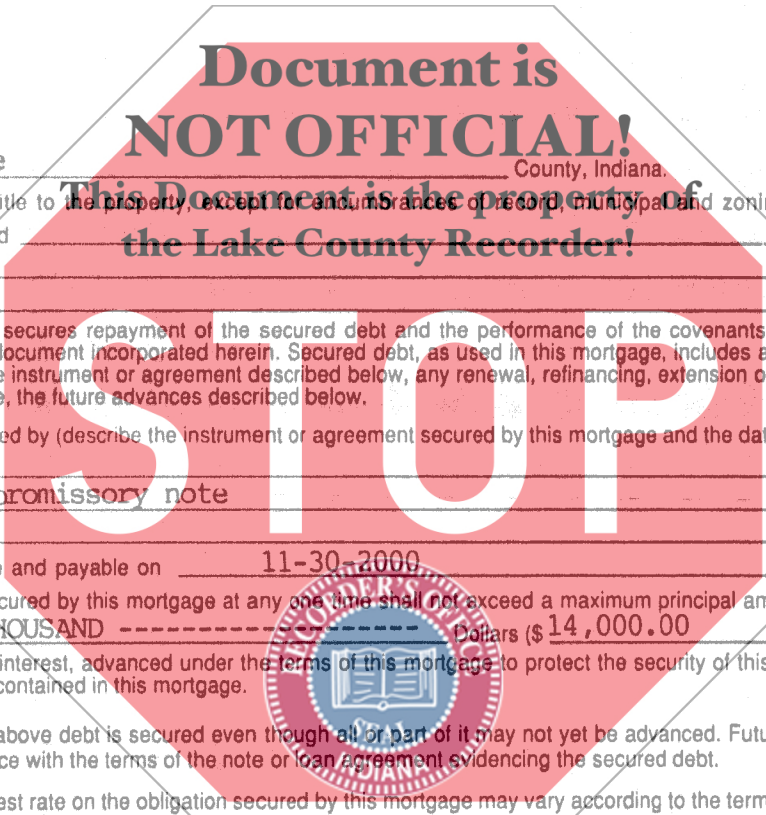 Document is
NOT OFFICIAL!
e County, Indiana.
This Document is the property of
itle to the property, except for encumbrances of record, municipal and zonin
d
the Lake County Recorder!
STOP
secures repayment of the secured debt and the performance of the covenants
document incorporated herein. Secured debt, as used in this mortgage, includes a
e instrument or agreement described below, any renewal, refinancing, extension o
e, the future advances described below.
ed by (describe the instrument or agreement secured by this mortgage and the dat
promissory note
e and payable on 11-30-2000
cured by this mortgage at any one time shall not exceed a maximum principal am
HOUSAND ------------------------ Dollars ($ 14,000.00
interest, advanced under the terms of this mortgage to protect the security of this
contained in this mortgage.
RECORDER'S OFFICE
SEAL
INDIANA
above debt is secured even though all or part of it may not yet be advanced. Futu
ce with the terms of the note or loan agreement evidencing the secured debt.
est rate on the obligation secured by this mortgage may vary according to the term